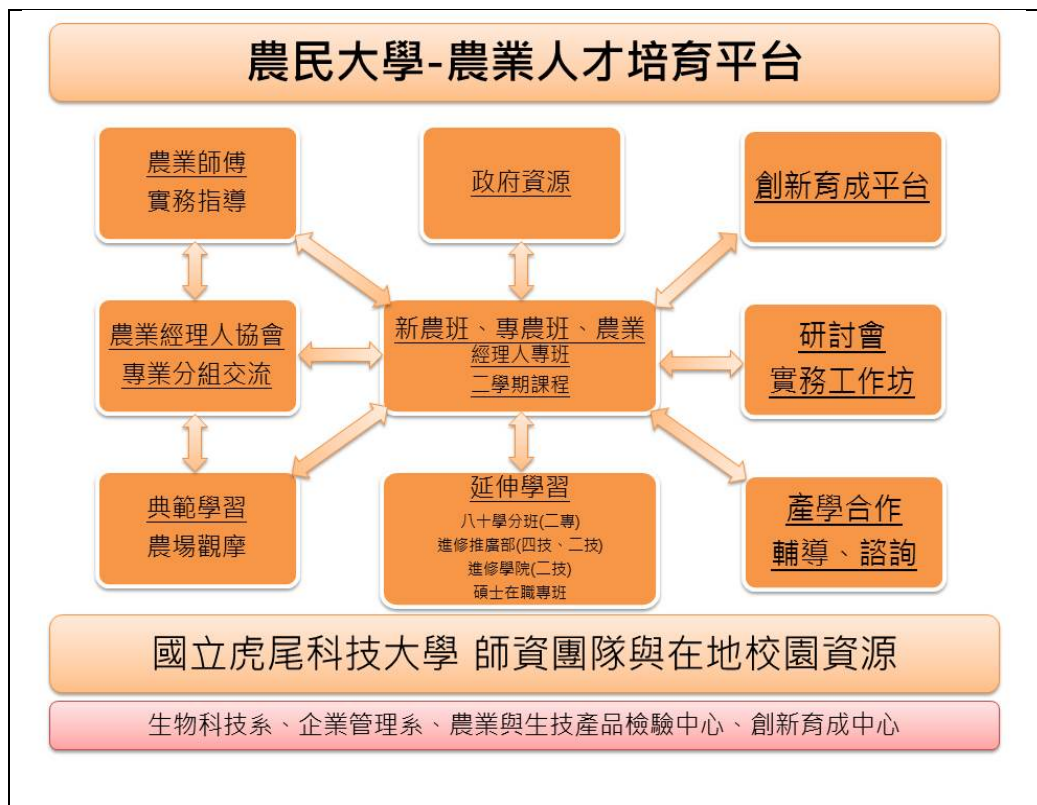 農民大學-農業人才培育平台
農業師傅
實務指導
政府資源
創新育成平台
農業經理人協會
專業分組交流
新農班、專農班、農業
經理人專班
二學期課程
研討會
實務工作坊
典範學習
農場觀摩
延伸學習
八十學分班(二專)
進修推廣部(四技、二技)
進修學院(二技)
碩士在職專班
產學合作
輔導、諮詢
國立虎尾科技大學 師資團隊與在地校園資源
生物科技系、企業管理系、農業與生技產品檢驗中心、創新育成中心